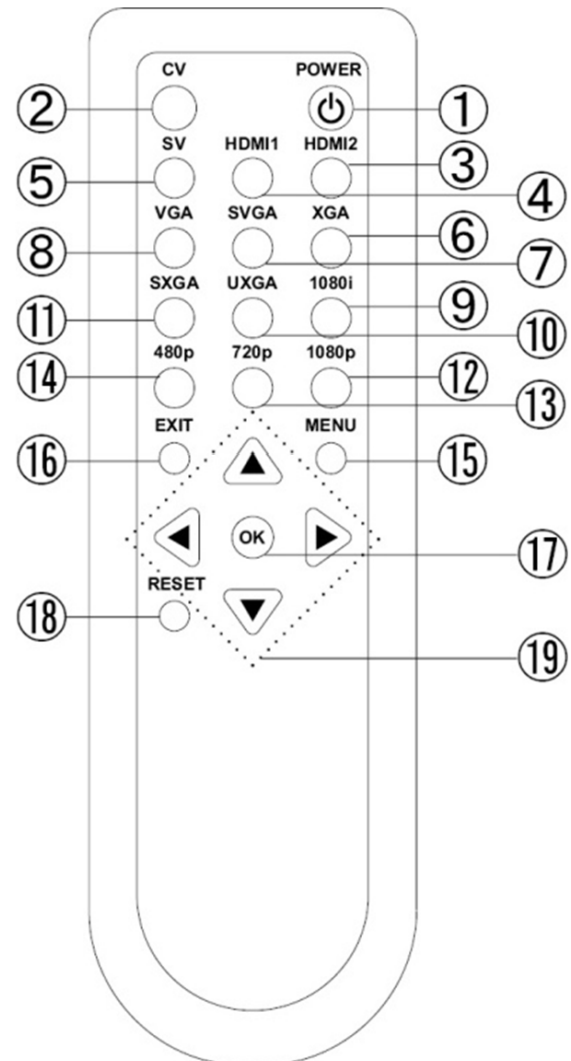 CV POWER
② ①
SV HDMI1 HDMI2
⑤ ③
④
VGA SVGA XGA
⑧ ⑥
⑦
SXGA UXGA 1080i
⑪ ⑨
⑩
480p 720p 1080p
⑭ ⑫
⑬
EXIT MENU
⑯ ⑮
OK
⑰
RESET
⑱
⑲